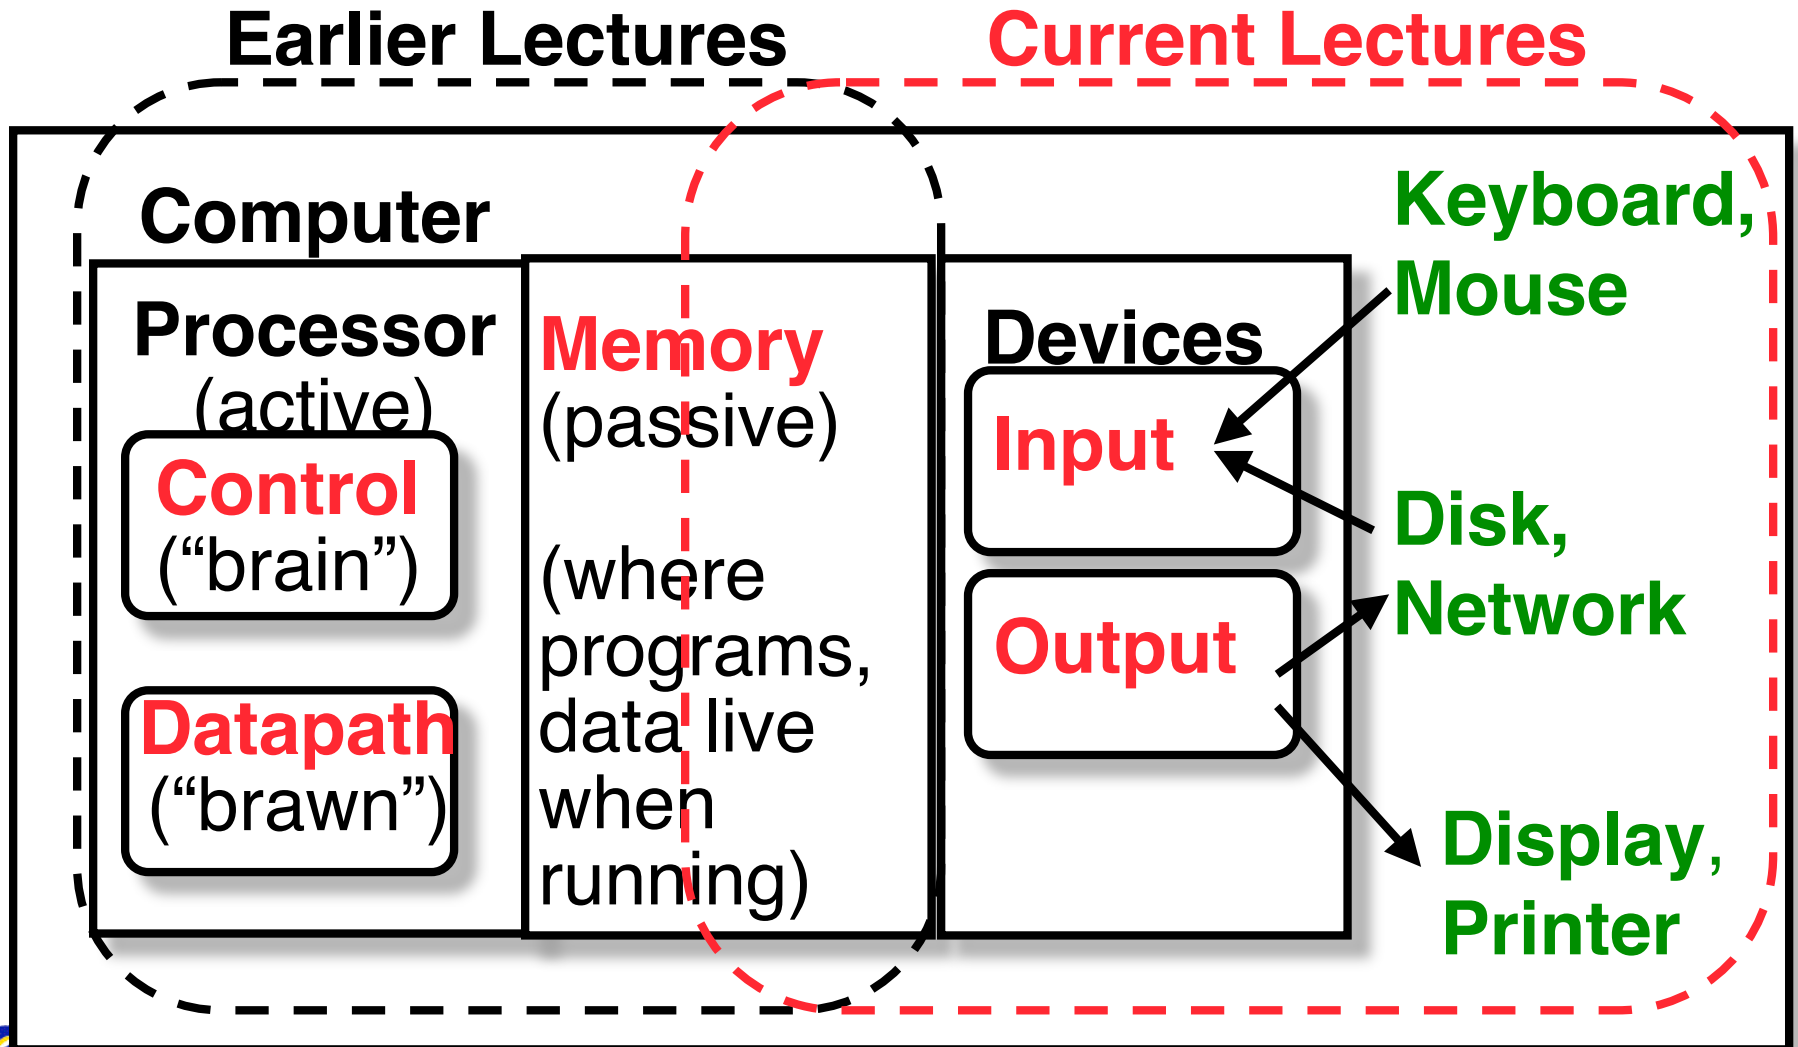 Earlier Lectures
Current Lectures
Computer
Processor
(active)
Control
(“brain”)
Datapath
(“brawn”)
Memory
(passive)
(where
programs,
data live
when
running)
Devices
Input
Output
Keyboard,
Mouse
Disk,
Network
Display,
Printer